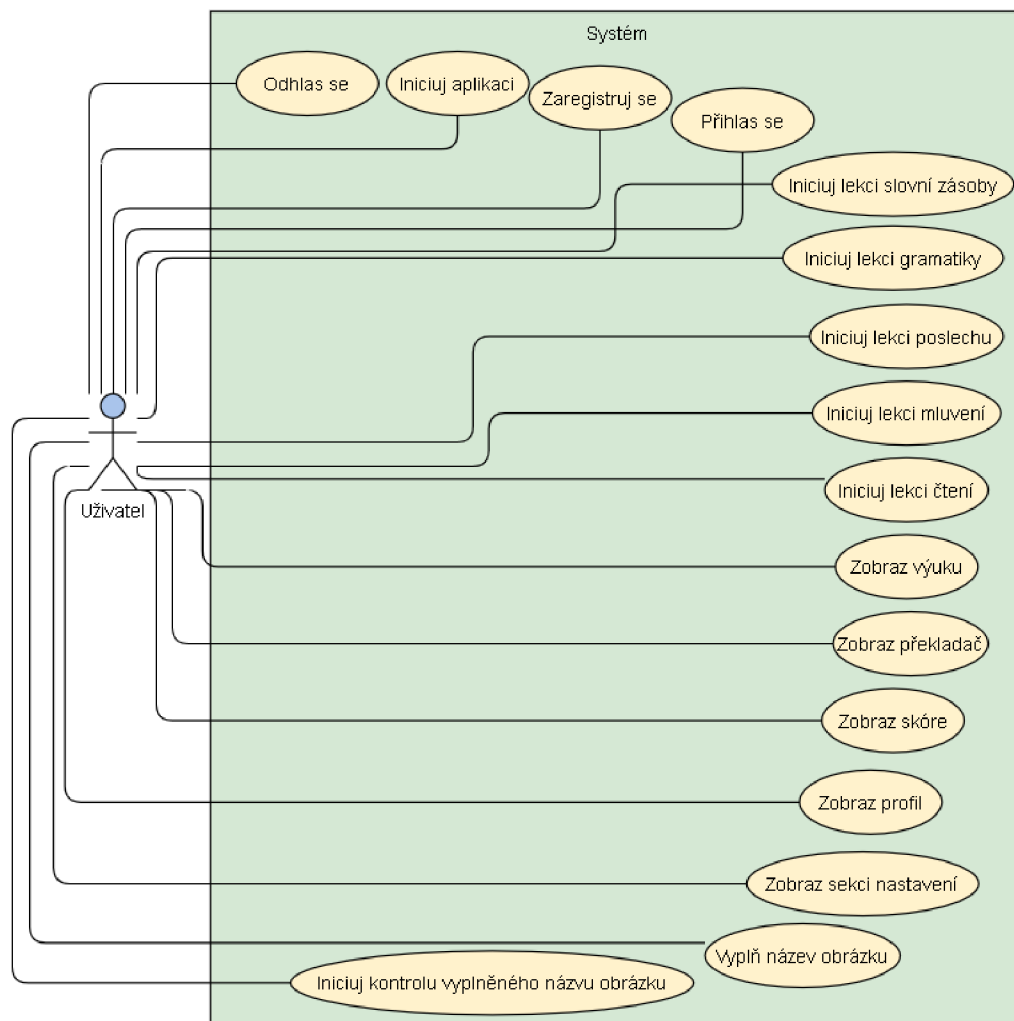 Systém
Odhlas se
Iniciuj aplikaci
Zaregistruj se
Přihlas se
Iniciuj lekci slovní zásoby
Iniciuj lekci gramatiky
Iniciuj lekci poslechu
Iniciuj lekci mluvení
Iniciuj lekci čtení
Uživatel
Zobraz výuku
Zobraz překladač
Zobraz skóre
Zobraz profil
Zobraz sekci nastavení
Vyplň název obrázku
Iniciuj kontrolu vyplněného názvu obrázku